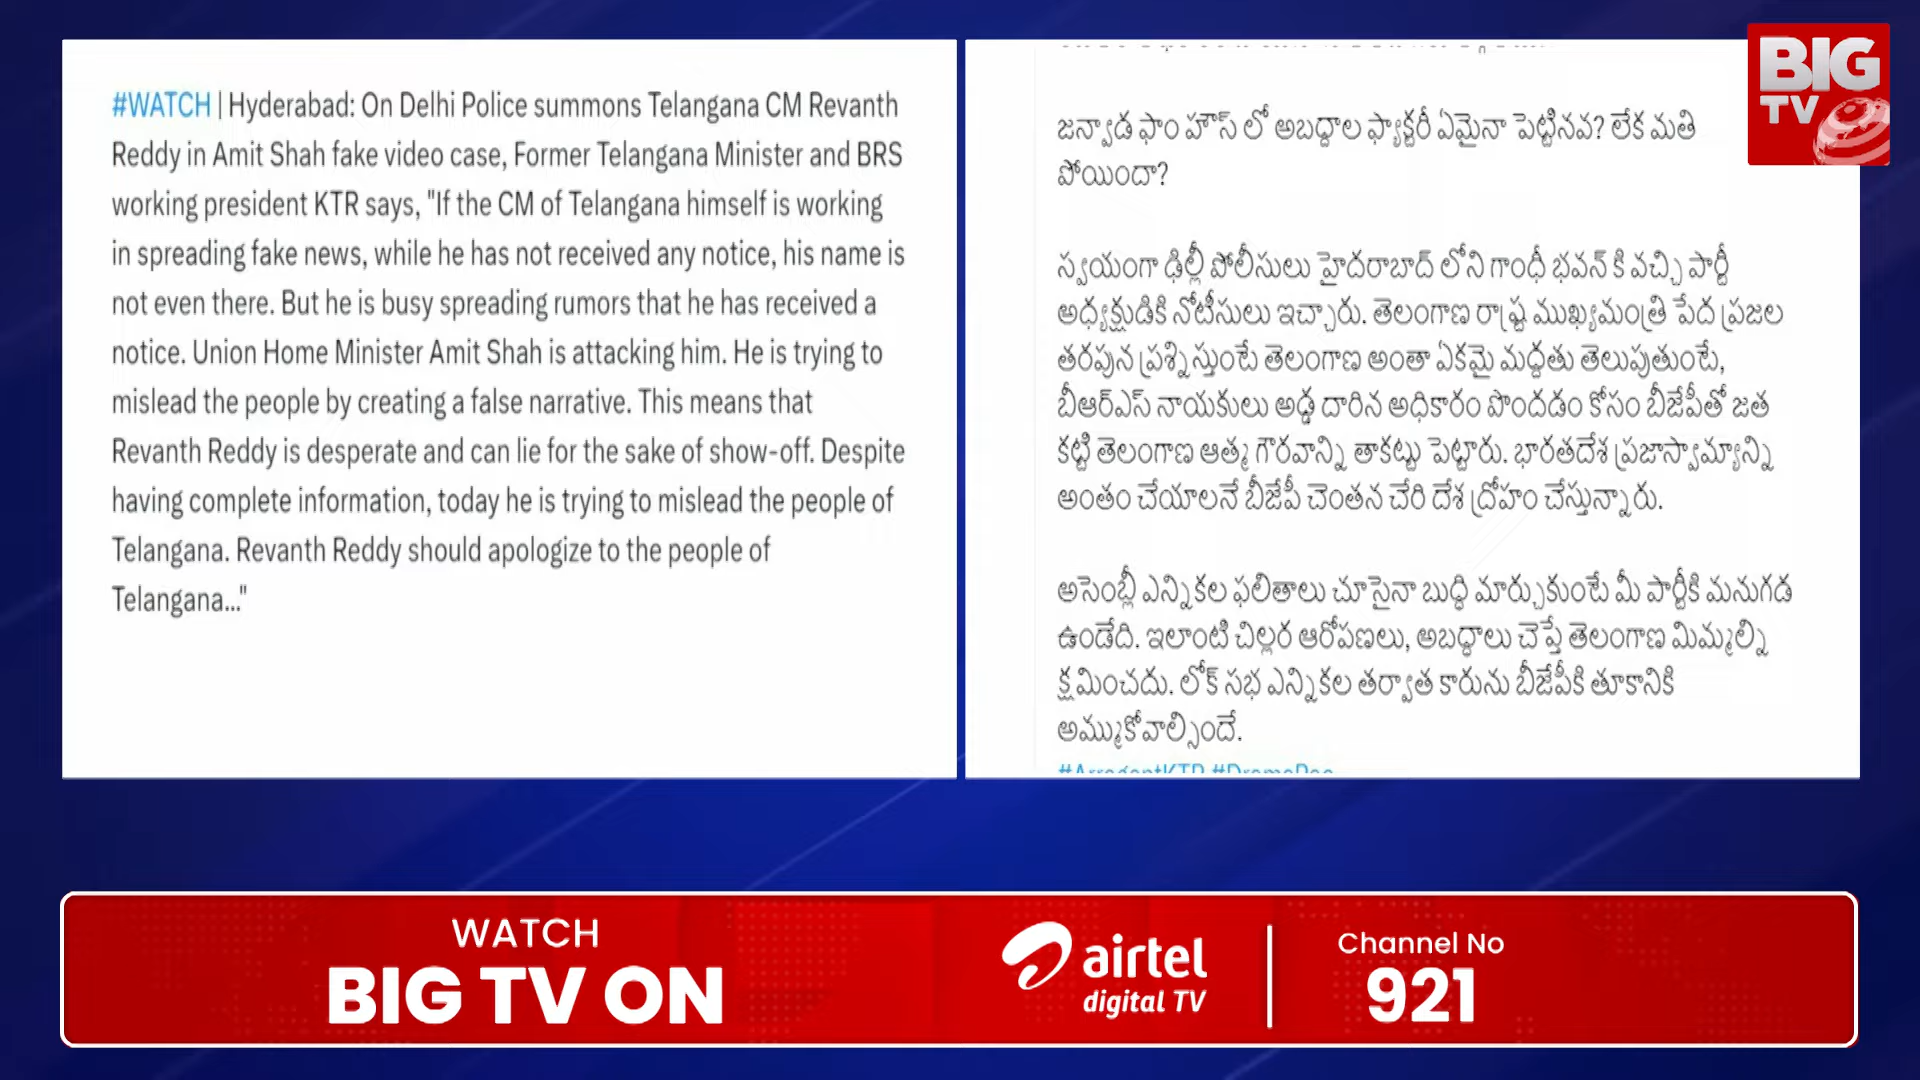 #WATCH | Hyderabad: On Delhi Police summons Telangana CM Revanth
Reddy in Amit Shah fake video case, Former Telangana Minister and BRS
working president KTR says, "If the CM of Telangana himself is working
in spreading fake news, while he has not received any notice, his name is
not even there. But he is busy spreading rumors that he has received a
notice. Union Home Minister Amit Shah is attacking him. He is trying to
mislead the people by creating a false narrative. This means that
Revanth Reddy is desperate and can lie for the sake of show-off. Despite
having complete information, today he is trying to mislead the people of
Telangana. Revanth Reddy should apologize to the people of
Telangana..."
జన్వాడ ఫాం హౌస్ లో అబద్దాల ఫ్యాక్టరీ ఏమైనా పెట్టినవ? లేక మతి
పోయిందా?
స్వయంగా ఢిల్లీ పోలీసులు హైదరాబాద్ లోని గాంధీ భవన్ కి వచ్చి పార్టీ
అధ్యక్షుడికి నోటీసులు ఇచ్చారు. తెలంగాణ రాష్ట్ర ముఖ్యమంత్రి పేద ప్రజల
తరపున ప్రశ్నిస్తుంటే తెలంగాణ అంతా ఏకమై మద్దతు తెలుపుతుంటే,
బీఆర్ఎస్ నాయకులు అడ్డ దారిన అధికారం పొందడం కోసం బీజేపీతో జత
కట్టి తెలంగాణ ఆత్మ గౌరవాన్ని తాకట్టు పెట్టారు. భారతదేశ ప్రజాస్వామ్యాన్ని
అంతం చేయాలనే బీజేపీ చెంతన చేరి దేశ ద్రోహం చేస్తున్నారు.
అసెంబ్లీ ఎన్నికల ఫలితాలు చూసైనా బుద్ధి మార్చుకుంటే మీ పార్టీకి మనుగడ
ఉండేది. ఇలాంటి చిల్లర ఆరోపణలు, అబద్ధాలు చెప్తే తెలంగాణ మిమ్మల్ని
క్షమించదు. లోక్ సభ ఎన్నికల తర్వాత కారును బీజేపీకి తూకానికి
అమ్ముకోవాల్సిందే.
#ArrogantKTR
BIG
TV
WATCH
BIG TV ON
airtel
digital TV
Channel No
921